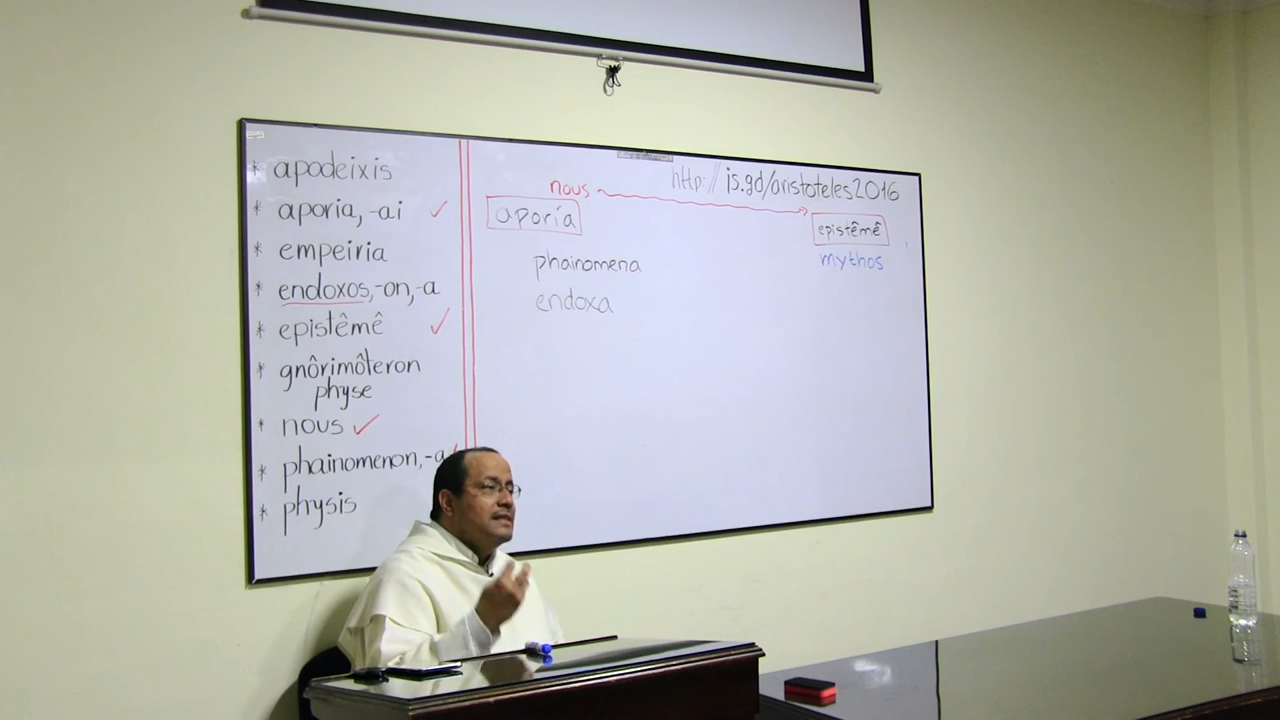 * apodeixis
* aporia, -ai ✓
* empeiria
* endoxos,-on,-a
* epistêmê ✓
* gnôrimôteron
physe
* nous ✓
* phainomenon,-a
* physis
http://is.gd/aristoteles2016
nous
aporía
epistêmê
phainomena
mythos
endoxa